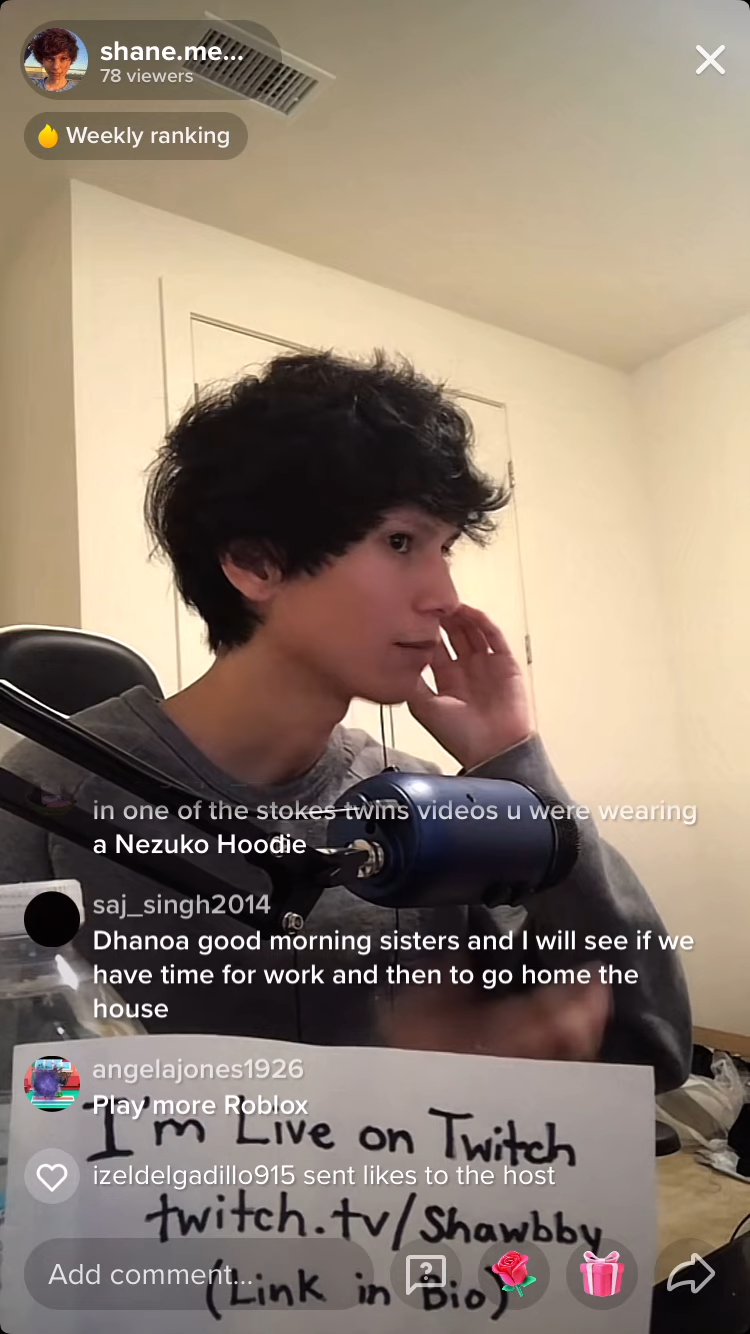 shane.me...
78 viewers
Weekly ranking
in one of the stokes twins videos u were wearing
a Nezuko Hoodie
saj_singh2014
Dhanoa good morning sisters and I will see if we
have time for work and then to go home the
house
angelajones1926
Play more Roblox
I'm Live on Twitch
izeldelgadillo915 sent likes to the host
twitch.tv/Shawbby
Add comment...
(Link in Bio)